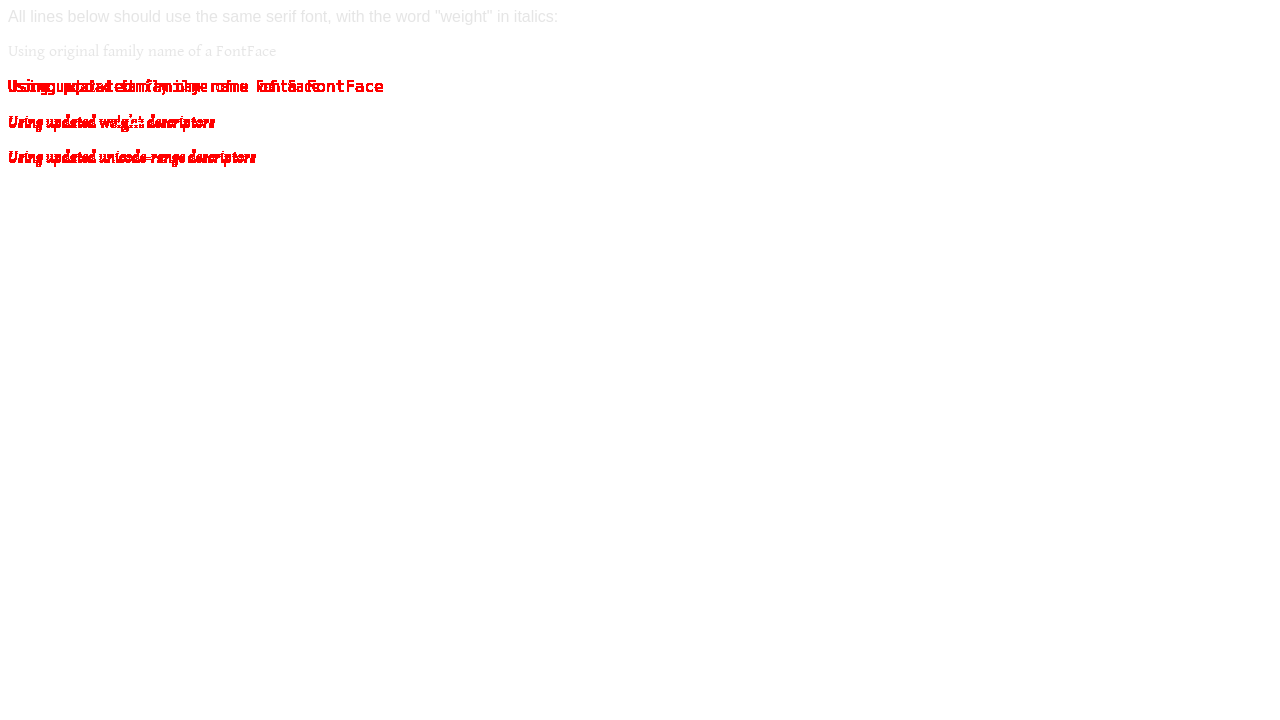 All lines below should use the same serif font, with the word "weight" in italics:
Using original family name of a FontFace
Using updated family name of a FontFace
Using updated weight descriptors
Using updated unicode-range descriptors